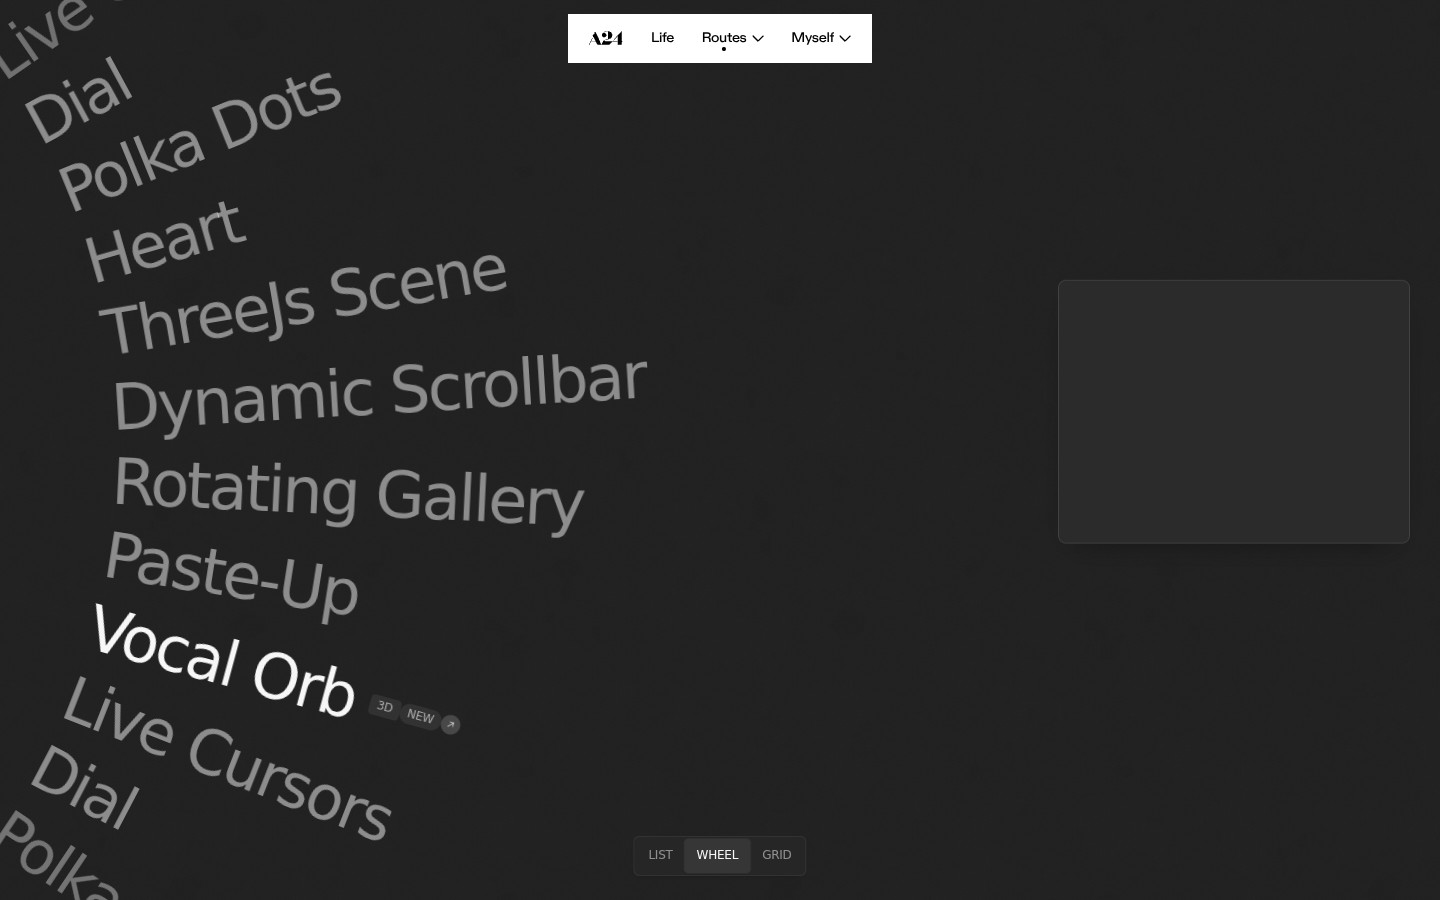 A24
Life
Routes
Myself
Live
Dial
Polka Dots
Heart
ThreeJs Scene
Dynamic Scrollbar
Rotating Gallery
Paste-Up
Vocal Orb 3D NEW
Live Cursors
Dial
Polka
LIST WHEEL GRID